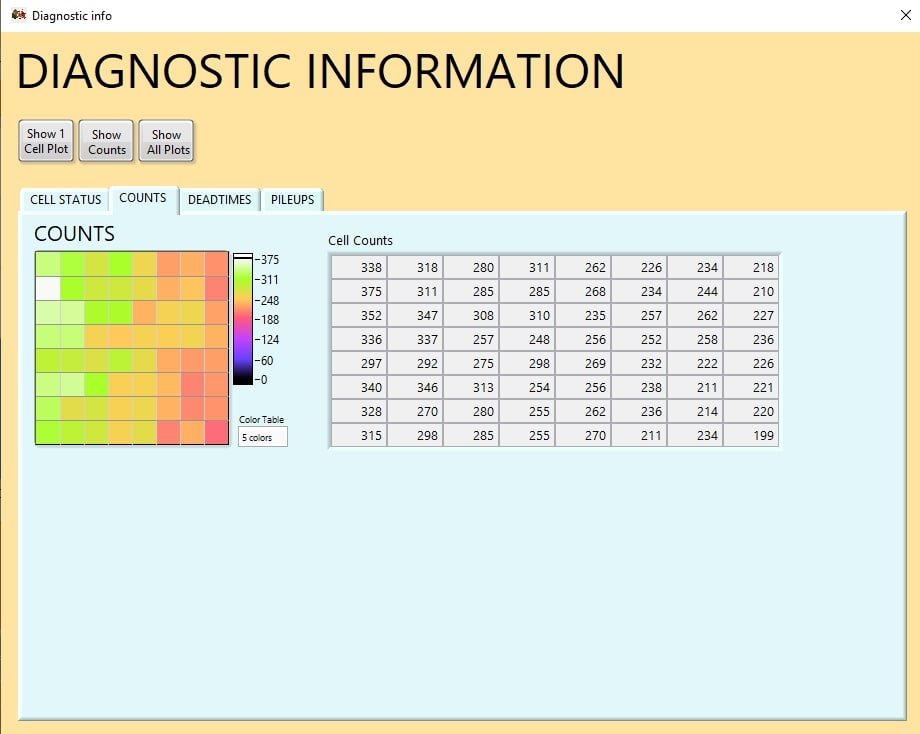 Diagnostic info
DIAGNOSTIC INFORMATION
Show 1
Cell Plot
Show
Counts
Show
All Plots
CELL STATUS COUNTS DEADTIMES PILEUPS
COUNTS
375
311
248
188
124
60
0
Color Table
5 colors
Cell Counts
338 318 280 311 262 226 234 218
375 311 285 285 268 234 244 210
352 347 308 310 235 257 262 227
336 337 257 248 256 252 258 236
297 292 275 298 269 232 222 226
340 346 313 254 256 238 211 221
328 270 280 255 262 236 214 220
315 298 285 255 270 211 234 199